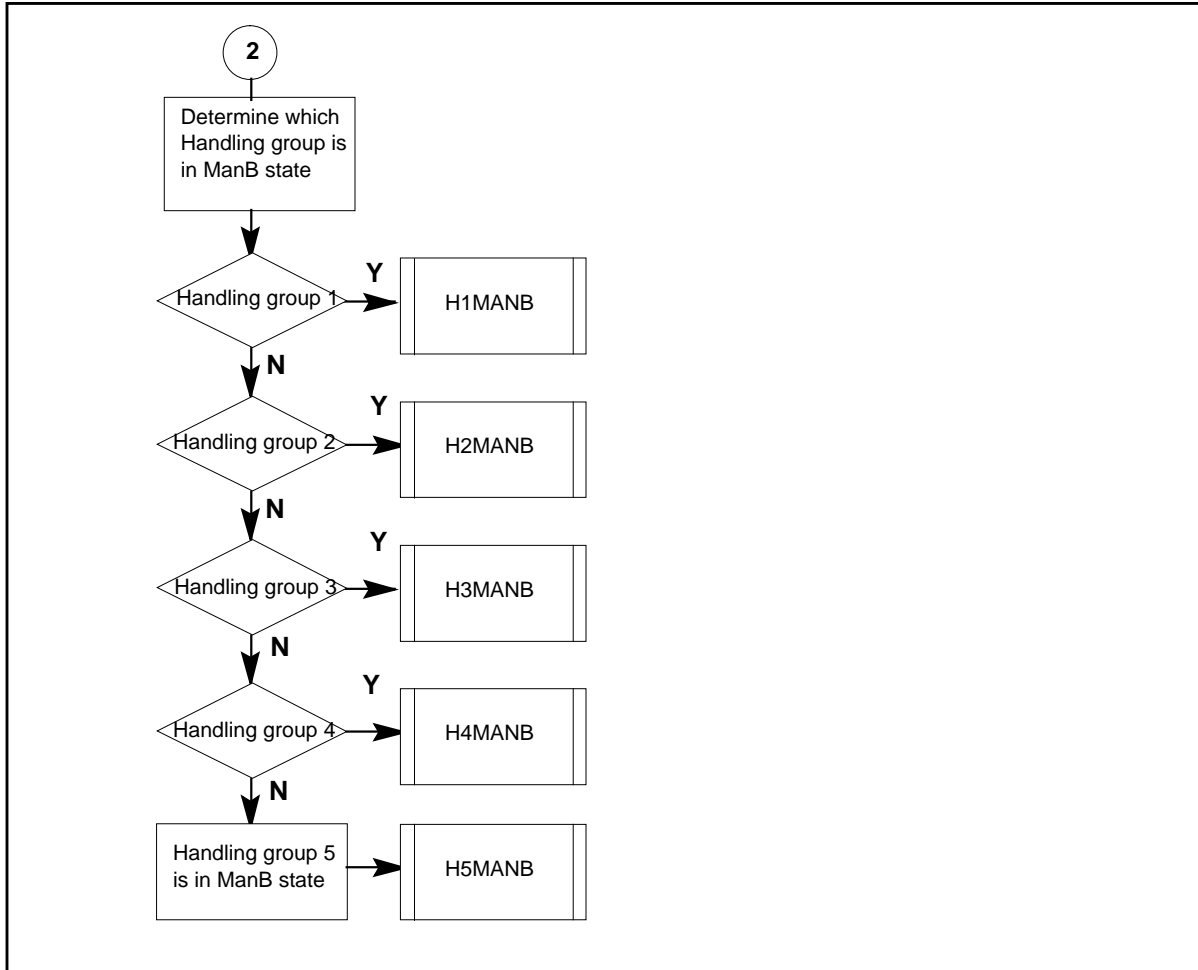 2
Determine which
Handling group is
in ManB state
Handling group 1
Y
H1MANB
N
Handling group 2
Y
H2MANB
N
Handling group 3
Y
H3MANB
N
Handling group 4
Y
H4MANB
N
Handling group 5
is in ManB state
H5MANB